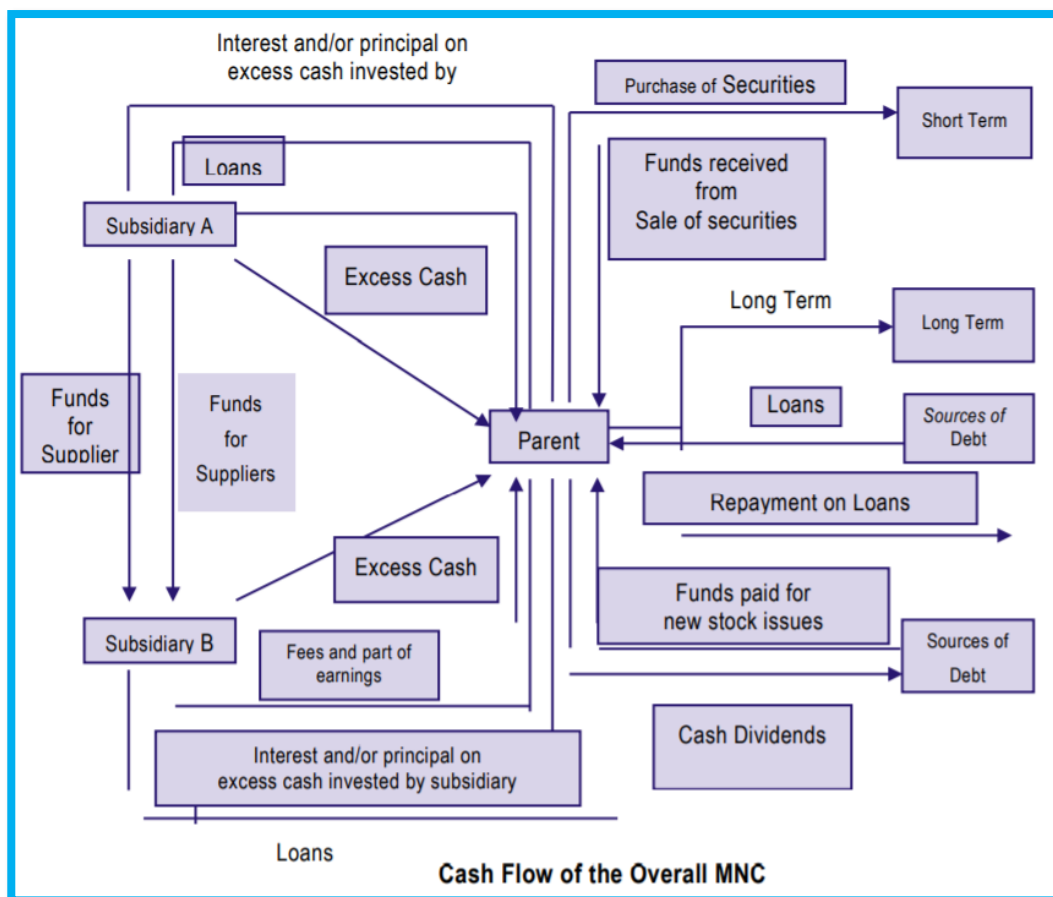 Interest and/or principal on
excess cash invested by
Purchase of Securities
Short Term
Loans
Funds received
from
Sale of securities
Subsidiary A
Excess Cash
Long Term
Long Term
Funds
for
Supplier
Funds
for
Suppliers
Loans
Sources of
Debt
Parent
Repayment on Loans
Excess Cash
Funds paid for
new stock issues
Subsidiary B
Fees and part of
earnings
Sources of
Debt
Cash Dividends
Interest and/or principal on
excess cash invested by subsidiary
Loans
Cash Flow of the Overall MNC